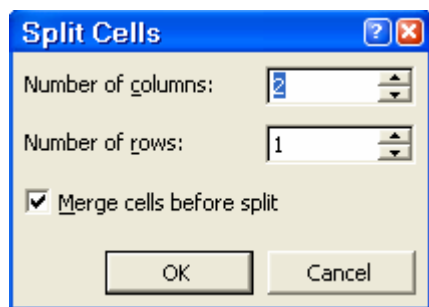 Split Cells
Number of columns: 2
Number of rows: 1
Merge cells before split
OK Cancel